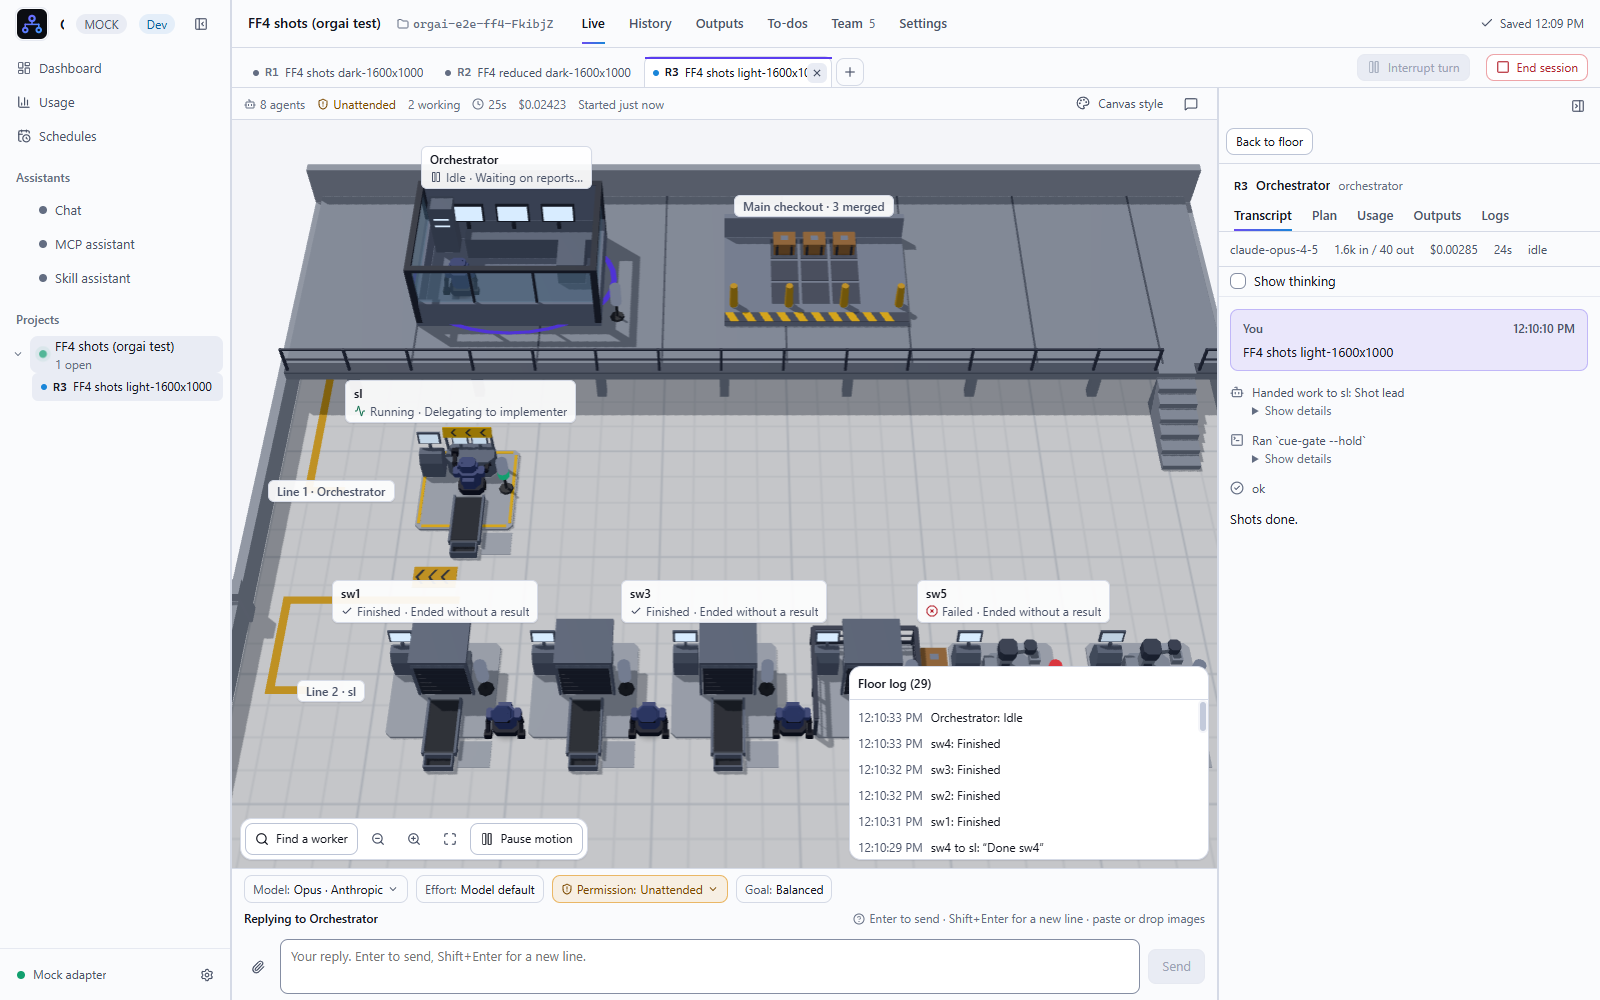 MOCK
Dev
Dashboard
Usage
Schedules
Assistants
Chat
MCP assistant
Skill assistant
Projects
FF4 shots (orgai test)
1 open
R3 FF4 shots light-1600x1000
Mock adapter
FF4 shots (orgai test)
orgai-e2e-ff4-FkibjZ
Live
History
Outputs
To-dos
Team 5
Settings
Saved 12:09 PM
R1 FF4 shots dark-1600x1000
R2 FF4 reduced dark-1600x1000
R3 FF4 shots light-1600x10
Interrupt turn
End session
8 agents
Unattended
2 working
25s
$0.02423
Started just now
Canvas style
Orchestrator
Idle · Waiting on reports...
Main checkout · 3 merged
sl
Running · Delegating to implementer
Line 1 · Orchestrator
sw1
Finished · Ended without a result
sw3
Finished · Ended without a result
sw5
Failed · Ended without a result
Line 2 · sl
Floor log (29)
12:10:33 PM Orchestrator: Idle
12:10:33 PM sw4: Finished
12:10:32 PM sw3: Finished
12:10:32 PM sw2: Finished
12:10:31 PM sw1: Finished
12:10:29 PM sw4 to sl: “Done sw4”
Find a worker
Pause motion
Model: Opus · Anthropic
Effort: Model default
Permission: Unattended
Goal: Balanced
Replying to Orchestrator
Enter to send · Shift+Enter for a new line · paste or drop images
Your reply. Enter to send, Shift+Enter for a new line.
Send
Back to floor
R3 Orchestrator orchestrator
Transcript
Plan
Usage
Outputs
Logs
claude-opus-4-5
1.6k in / 40 out
$0.00285
24s
idle
Show thinking
You
12:10:10 PM
FF4 shots light-1600x1000
Handed work to sl: Shot lead
Show details
Ran `cue-gate --hold`
Show details
ok
Shots done.